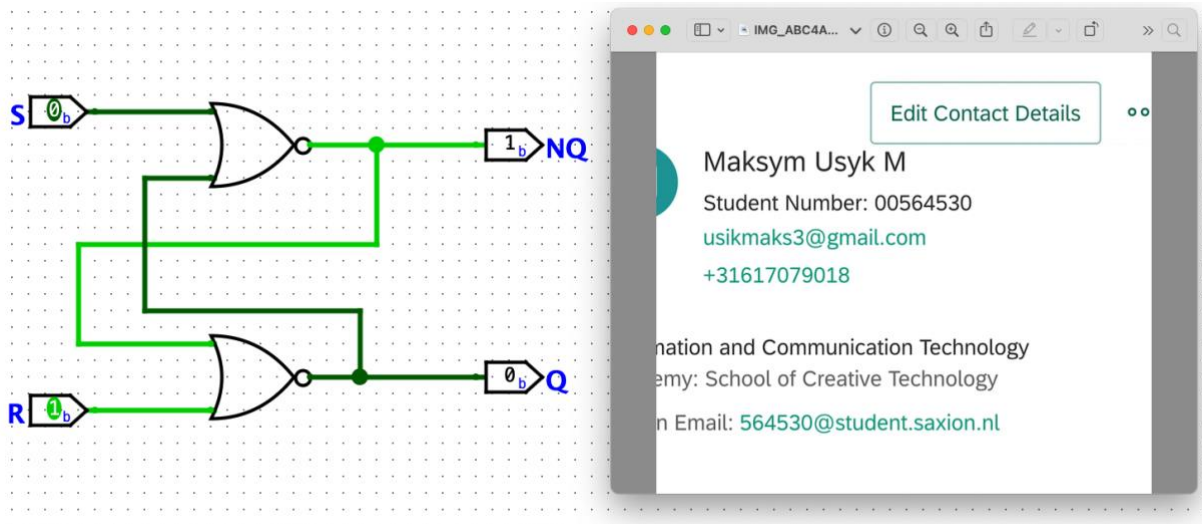 S 0b
1b NQ
R 1b
0b Q
IMG_ABC4A...
Edit Contact Details
Maksym Usyk M
Student Number: 00564530
usikmaks3@gmail.com
+31617079018
nation and Communication Technology
emy: School of Creative Technology
n Email: 564530@student.saxion.nl